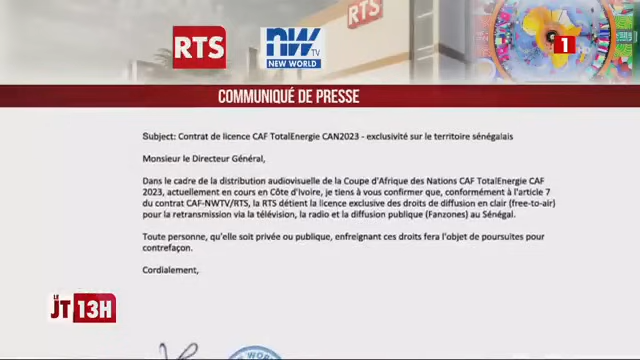 RTS
RTS
nw
TV
NEW WORLD
1
COMMUNIQUÉ DE PRESSE
Subject: Contrat de licence CAF TotalEnergie CAN2023 - exclusivité sur le territoire sénégalais
Monsieur le Directeur Général,
Dans le cadre de la distribution audiovisuelle de la Coupe d'Afrique des Nations CAF TotalEnergie CAF
2023, actuellement en cours en Côte d'Ivoire, je tiens à vous confirmer que, conformément à l'article 7
du contrat CAF-NWTV/RTS, la RTS détient la licence exclusive des droits de diffusion en clair (free-to-air)
pour la retransmission via la télévision, la radio et la diffusion publique (Fanzones) au Sénégal.
Toute personne, qu'elle soit privée ou publique, enfreignant ces droits fera l'objet de poursuites pour
contrefaçon.
Cordialement,
LE
JT 13H